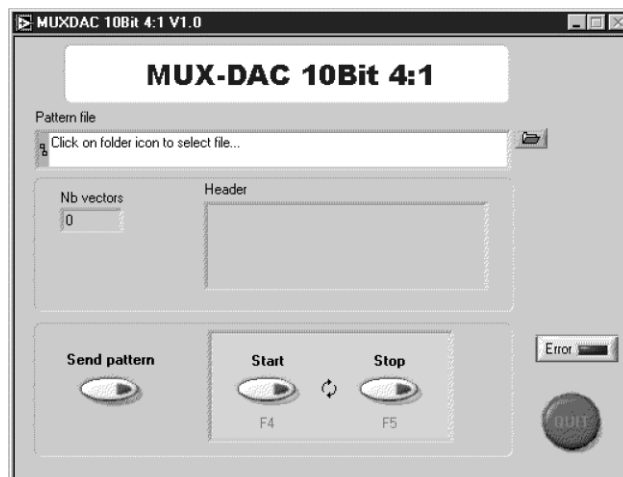 MUXDAC 10Bit 4:1 V1.0
MUX-DAC 10Bit 4:1
Pattern file
Click on folder icon to select file...
Nb vectors
Header
0
Send pattern
Start
Stop
F4
F5
Error
QUIT